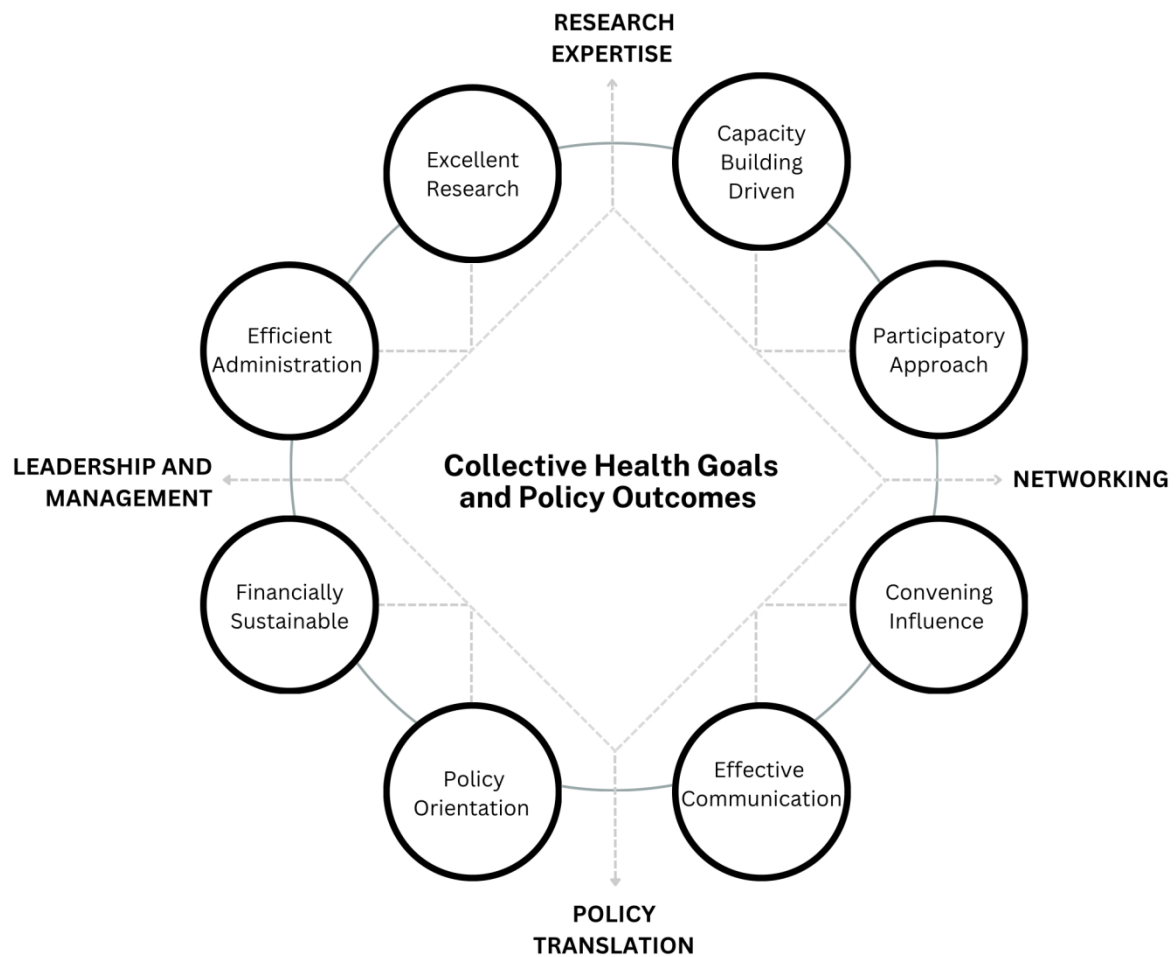 RESEARCH
EXPERTISE
Excellent
Research
Capacity
Building
Driven
Efficient
Administration
Participatory
Approach
LEADERSHIP AND
MANAGEMENT
Collective Health Goals
and Policy Outcomes
NETWORKING
Financially
Sustainable
Convening
Influence
Policy
Orientation
Effective
Communication
POLICY
TRANSLATION